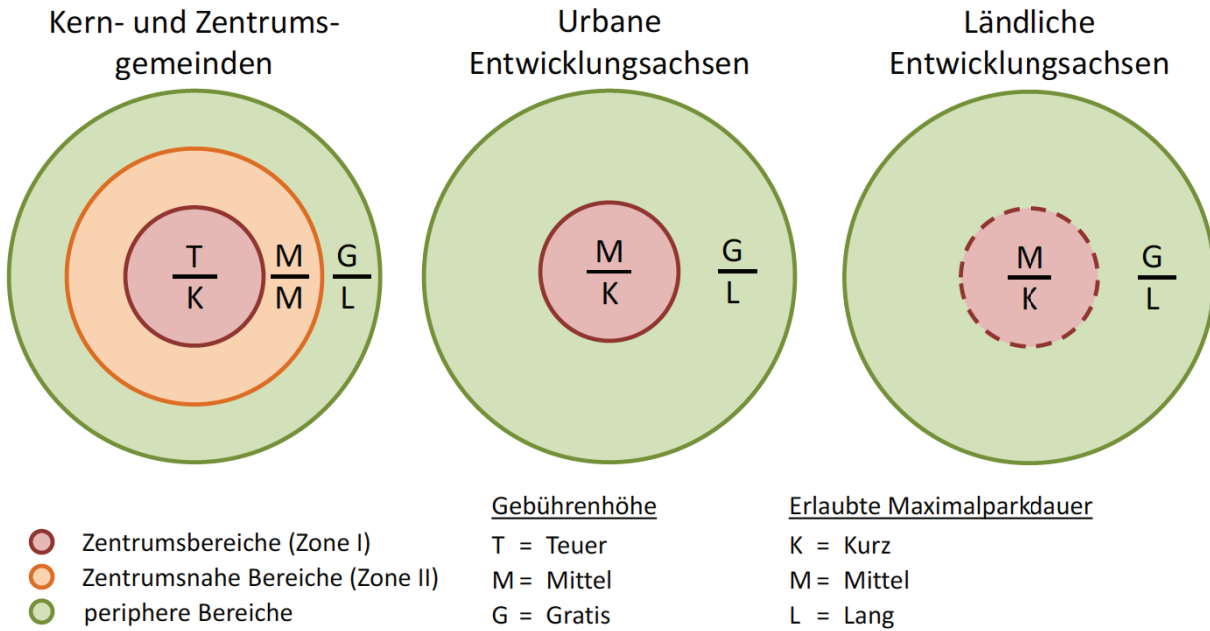 Kern- und Zentrums-
gemeinden
Urbane
Entwicklungsachsen
Ländliche
Entwicklungsachsen
T
K
M
M
G
L
M
K
G
L
M
K
G
L
Zentrumsbereiche (Zone I)
Zentrumsnahe Bereiche (Zone II)
periphere Bereiche
Gebührenhöhe
T = Teuer
M = Mittel
G = Gratis
Erlaubte Maximalparkdauer
K = Kurz
M = Mittel
L = Lang